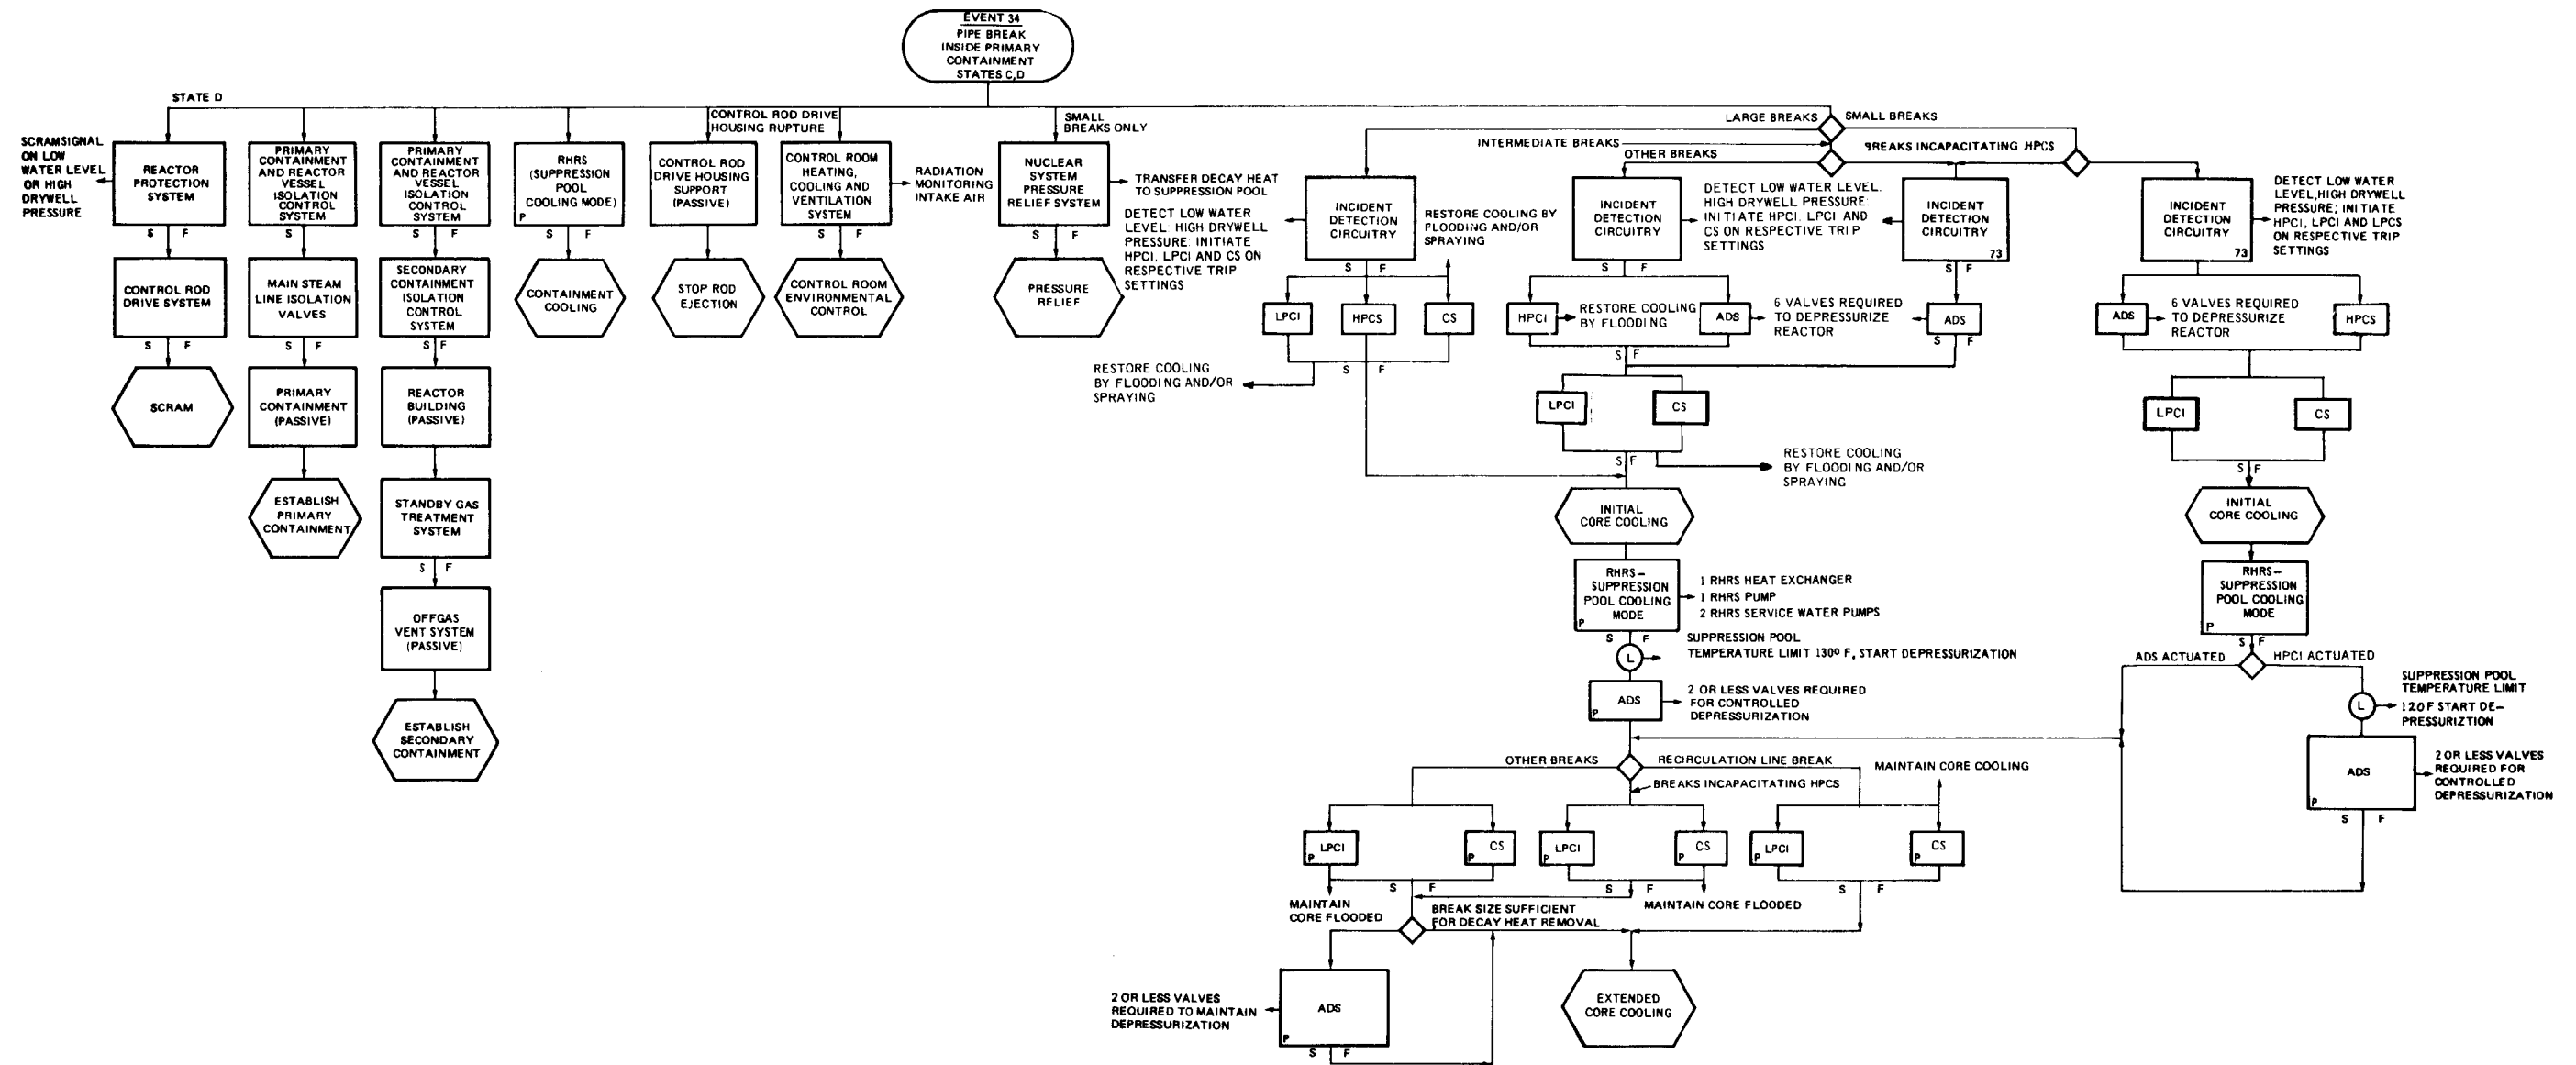 EVENT 34
PIPE BREAK
INSIDE PRIMARY
CONTAINMENT
STATES C,D
STATE D
SCRAMSIGNAL
ON LOW
WATER LEVEL
OR HIGH
DRYWELL
PRESSURE
REACTOR
PROTECTION
SYSTEM
S F
CONTROL ROD
DRIVE SYSTEM
S F
SCRAM
PRIMARY
CONTAINMENT
AND REACTOR
VESSEL
ISOLATION
CONTROL
SYSTEM
S F
MAIN STEAM
LINE ISOLATION
VALVES
S F
PRIMARY
CONTAINMENT
(PASSIVE)
ESTABLISH
PRIMARY
CONTAINMENT
PRIMARY
CONTAINMENT
AND REACTOR
VESSEL
ISOLATION
CONTROL
SYSTEM
S F
SECONDARY
CONTAINMENT
ISOLATION
CONTROL
SYSTEM
S F
REACTOR
BUILDING
(PASSIVE)
STANDBY GAS
TREATMENT
SYSTEM
S F
OFFGAS
VENT SYSTEM
(PASSIVE)
ESTABLISH
SECONDARY
CONTAINMENT
RHRS
(SUPPRESSION
POOL
COOLING MODE)
P
S F
CONTAINMENT
COOLING
CONTROL ROD DRIVE
HOUSING RUPTURE
CONTROL ROD
DRIVE HOUSING
SUPPORT
(PASSIVE)
STOP ROD
EJECTION
CONTROL ROOM
HEATING,
COOLING AND
VENTILATION
SYSTEM
S F
RADIATION
MONITORING
INTAKE AIR
CONTROL ROOM
ENVIRONMENTAL
CONTROL
SMALL
BREAKS ONLY
NUCLEAR
SYSTEM
PRESSURE
RELIEF SYSTEM
S F
TRANSFER DECAY HEAT
TO SUPPRESSION POOL
PRESSURE
RELIEF
LARGE BREAKS
SMALL BREAKS
INTERMEDIATE BREAKS
OTHER BREAKS
BREAKS INCAPACITATING HPCS
DETECT LOW WATER
LEVEL: HIGH DRYWELL
PRESSURE: INITIATE
HPCI, LPCI AND CS ON
RESPECTIVE TRIP
SETTINGS
INCIDENT
DETECTION
CIRCUITRY
S F
RESTORE COOLING BY
FLOODING AND/OR
SPRAYING
LPCI
HPCS
CS
S F
RESTORE COOLING
BY FLOODING AND/OR
SPRAYING
INCIDENT
DETECTION
CIRCUITRY
S F
DETECT LOW WATER LEVEL.
HIGH DRYWELL PRESSURE:
INITIATE HPCI. LPCI AND
CS ON RESPECTIVE TRIP
SETTINGS
INCIDENT
DETECTION
CIRCUITRY
73
S F
HPCI
RESTORE COOLING
BY FLOODING
ADS
6 VALVES REQUIRED
TO DEPRESSURIZE
REACTOR
ADS
S F
S F
LPCI
CS
S F
RESTORE COOLING
BY FLOODING AND/OR
SPRAYING
INITIAL
CORE COOLING
RHRS–
SUPPRESSION
POOL COOLING
MODE
P
1 RHRS HEAT EXCHANGER
1 RHRS PUMP
2 RHRS SERVICE WATER PUMPS
S F
L
SUPPRESSION POOL
TEMPERATURE LIMIT 130º F, START DEPRESSURIZATION
ADS
P
2 OR LESS VALVES REQUIRED
FOR CONTROLLED
DEPRESSURIZATION
INCIDENT
DETECTION
CIRCUITRY
73
DETECT LOW WATER
LEVEL,HIGH DRYWELL
PRESSURE; INITIATE
HPCI, LPCI AND LPCS
ON RESPECTIVE TRIP
SETTINGS
S F
ADS
6 VALVES REQUIRED
TO DEPRESSURIZE
REACTOR
HPCS
LPCI
CS
S F
INITIAL
CORE COOLING
RHRS–
SUPPRESSION
POOL COOLING
MODE
P
S F
ADS ACTUATED
HPCI ACTUATED
L
SUPPRESSION POOL
TEMPERATURE LIMIT
120F START DE-
PRESSURIZTION
ADS
P
2 OR LESS VALVES
REQUIRED FOR
CONTROLLED
DEPRESSURIZATION
S F
OTHER BREAKS
RECIRCULATION LINE BREAK
BREAKS INCAPACITATING HPCS
MAINTAIN CORE COOLING
LPCI
P
CS
P
LPCI
P
CS
P
LPCI
P
CS
P
S F
S F
S F
MAINTAIN
CORE FLOODED
MAINTAIN CORE FLOODED
BREAK SIZE SUFFICIENT
FOR DECAY HEAT REMOVAL
2 OR LESS VALVES
REQUIRED TO MAINTAIN
DEPRESSURIZATION
ADS
P
S F
EXTENDED
CORE COOLING